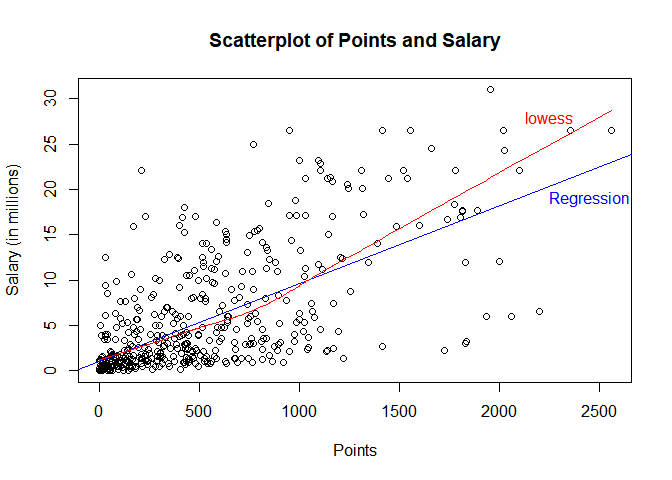 Scatterplot of Points and Salary
Salary (in millions)
30
25
20
15
10
5
0
lowess
Regression
0 500 1000 1500 2000 2500
Points